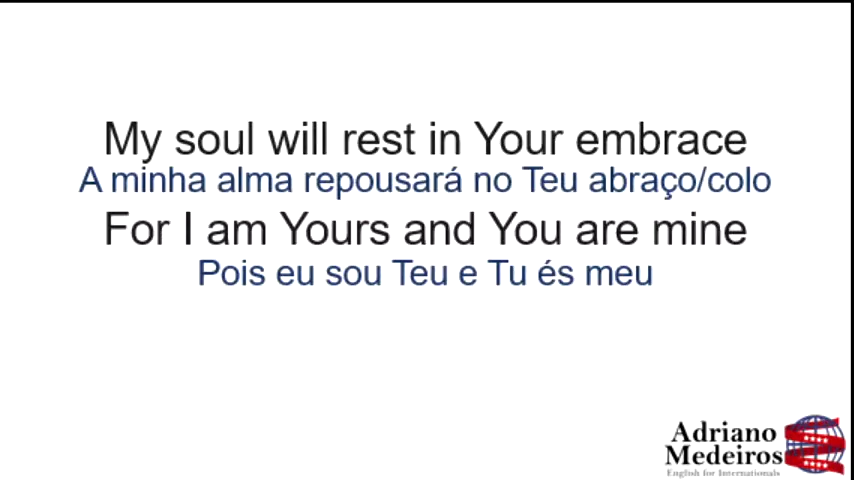 My soul will rest in Your embrace
A minha alma repousará no Teu abraço/colo
For I am Yours and You are mine
Pois eu sou Teu e Tu és meu
Adriano
Medeiros
English for Internationals